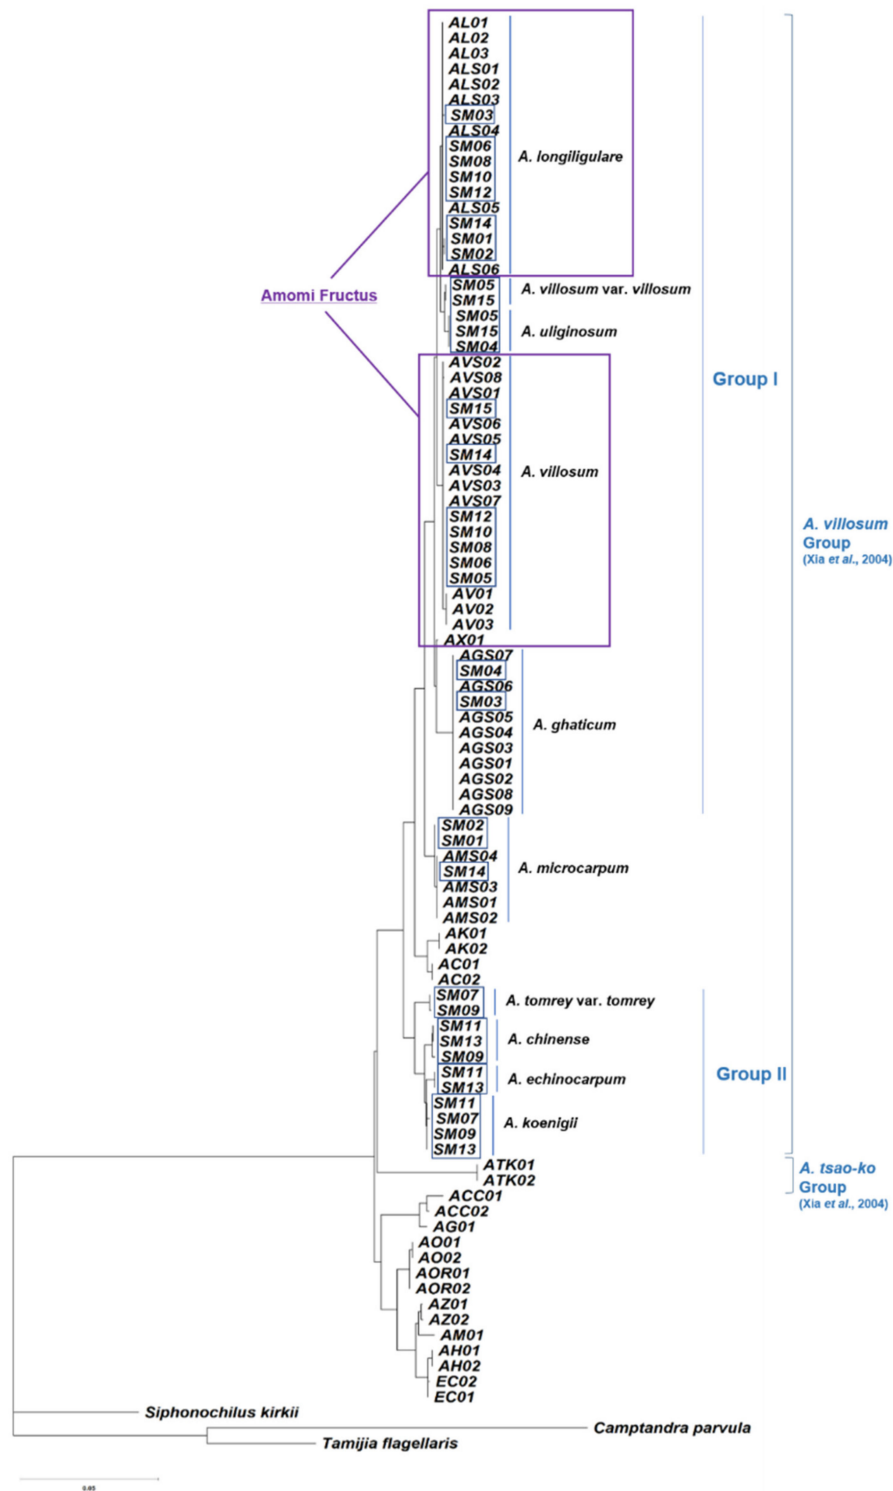 AL01
AL02
AL03
ALS01
ALS02
ALS03
SM03
ALS04
SM06
SM08
SM10
SM12
ALS05
SM14
SM01
SM02
ALS06
A. longiligulare
SM05
SM15
A. villosum var. villosum
SM05
SM15
SM04
A. uliginosum
Amomi Fructus
AVS02
AVS08
AVS01
SM15
AVS06
AVS05
SM14
AVS04
AVS03
AVS07
SM12
SM10
SM08
SM06
SM05
AV01
AV02
AV03
AX01
A. villosum
Group I
AGS07
SM04
AGS06
SM03
AGS05
AGS04
AGS03
AGS01
AGS02
AGS08
AGS09
A. ghaticum
SM02
SM01
AMS04
SM14
AMS03
AMS01
AMS02
A. microcarpum
AK01
AK02
AC01
AC02
SM07
SM09
A. tomrey var. tomrey
SM11
SM13
SM09
A. chinense
SM11
SM13
A. echinocarpum
SM11
SM07
SM09
SM13
A. koenigii
Group II
A. villosum
Group
(Xia et al., 2004)
ATK01
ATK02
A. tsao-ko
Group
(Xia et al., 2004)
ACC01
ACC02
AG01
AO01
AO02
AOR01
AOR02
AZ01
AZ02
AM01
AH01
AH02
EC02
EC01
Siphonochilus kirkii
Camptandra parvula
Tamijia flagellaris
0.05